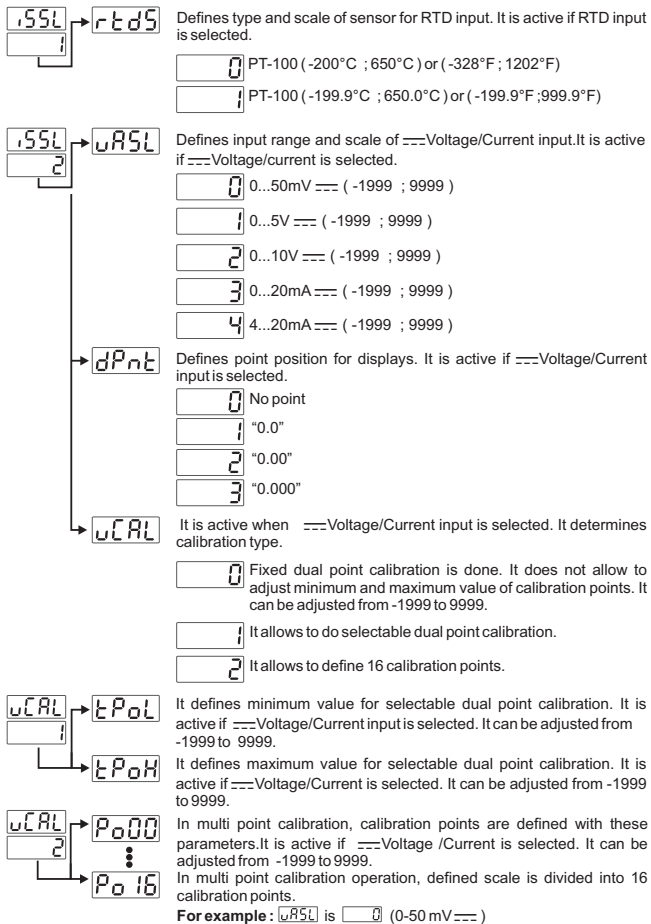 iSSL
1
rtdS
Defines type and scale of sensor for RTD input. It is active if RTD input
is selected.
0 PT-100 ( -200°C ; 650°C ) or ( -328°F ; 1202°F)
1 PT-100 ( -199.9°C ; 650.0°C ) or ( -199.9°F ;999.9°F)
iSSL
2
uASL
Defines input range and scale of ⎓Voltage/Current input.It is active
if ⎓Voltage/current is selected.
0 0...50mV ⎓ ( -1999 ; 9999 )
1 0...5V ⎓ ( -1999 ; 9999 )
2 0...10V ⎓ ( -1999 ; 9999 )
3 0...20mA ⎓ ( -1999 ; 9999 )
4 4...20mA ⎓ ( -1999 ; 9999 )
dPnt
Defines point position for displays. It is active if ⎓Voltage/Current
input is selected.
0 No point
1 “0.0”
2 “0.00”
3 “0.000”
uCAL
It is active when ⎓Voltage/Current input is selected. It determines
calibration type.
0 Fixed dual point calibration is done. It does not allow to
adjust minimum and maximum value of calibration points. It
can be adjusted from -1999 to 9999.
1 It allows to do selectable dual point calibration.
2 It allows to define 16 calibration points.
uCAL
1
tPoL
It defines minimum value for selectable dual point calibration. It is
active if ⎓Voltage/Current input is selected. It can be adjusted from
-1999 to 9999.
tPoH
It defines maximum value for selectable dual point calibration. It is
active if ⎓Voltage/Current is selected. It can be adjusted from -1999
to 9999.
uCAL
2
Po00
In multi point calibration, calibration points are defined with these
parameters.It is active if ⎓Voltage /Current is selected. It can be
adjusted from -1999 to 9999.
Po16
In multi point calibration operation, defined scale is divided into 16
calibration points.
For example : uASL is 0 (0-50 mV ⎓ )